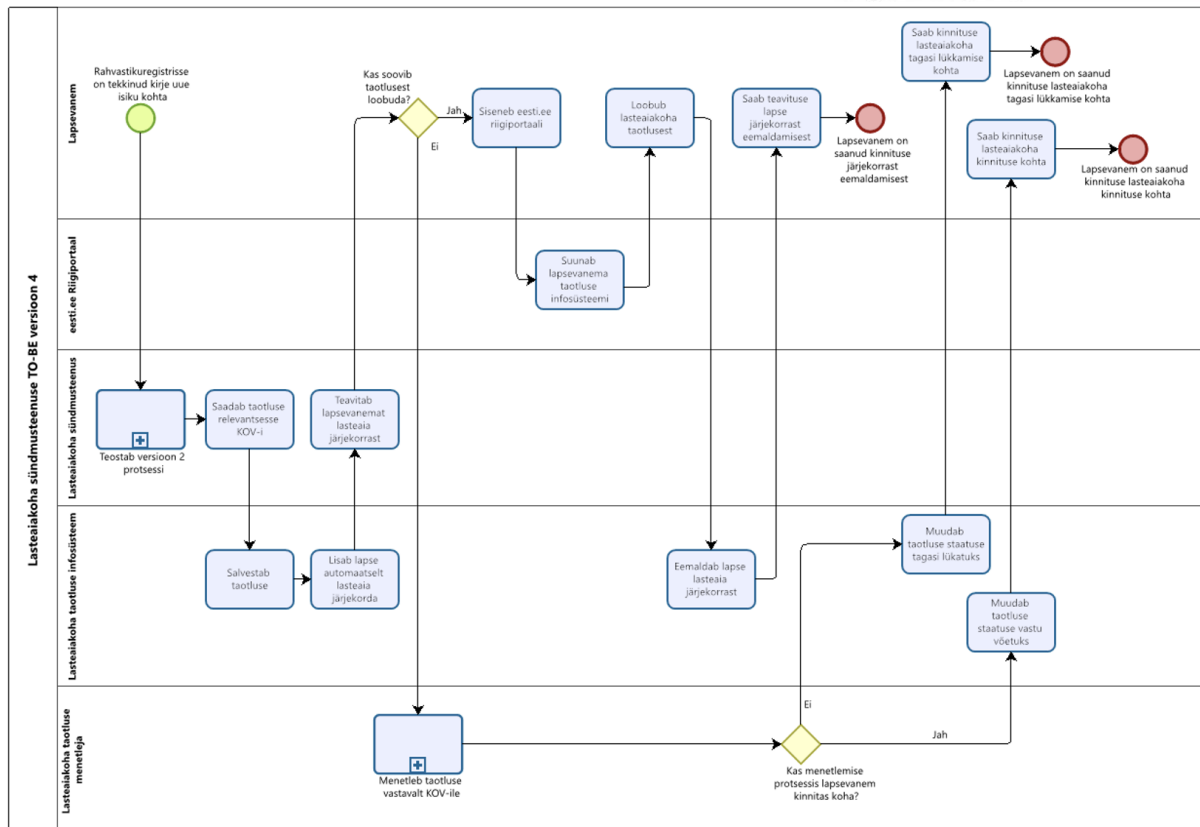 Lasteaiakoha sündmusteenuse TO-BE versioon 4
Lapsevanem
Rahvastikuregistrisse
on tekkinud kirje uue
isiku kohta
Kas soovib
taotlusest
loobuda?
Jah
Ei
Siseneb eesti.ee
riigiportaali
Loobub
lasteaiakoha
taotlusest
Saab teavituse
lapse
järjekorrast
eemaldamisest
Lapsevanem on
saanud kinnituse
järjekorrast
eemaldamisest
Saab kinnituse
lasteaiakoha
tagasi lükkamise
kohta
Lapsevanem on saanud
kinnituse lasteaiakoha
tagasi lükkamise kohta
Saab kinnituse
lasteaiakoha
kinnituse kohta
Lapsevanem on saanud
kinnituse lasteaiakoha
kinnituse kohta
eesti.ee Riigiportaal
Suunab
lapsevanema
taotluse
infosüsteemi
Lasteaiakoha sündmusteenus
Teostab versioon 2
protsessi
Saadab taotluse
relevantsesse
KOV-i
Teavitab
lapsevanemat
lasteaia
järjekorrast
Lasteaiakoha taotluse infosüsteem
Salvestab
taotluse
Lisab lapse
automaatselt
lasteaia
järjekorda
Eemaldab lapse
lasteaia
järjekorrast
Muudab
taotluse staatuse
tagasi lükatuks
Muudab
taotluse
staatuse vastu
võetuks
Lasteaiakoha taotluse
menetleja
Menetleb taotluse
vastavalt KOV-ile
Ei
Jah
Kas menetlemise
protsessis lapsevanem
kinnitas koha?